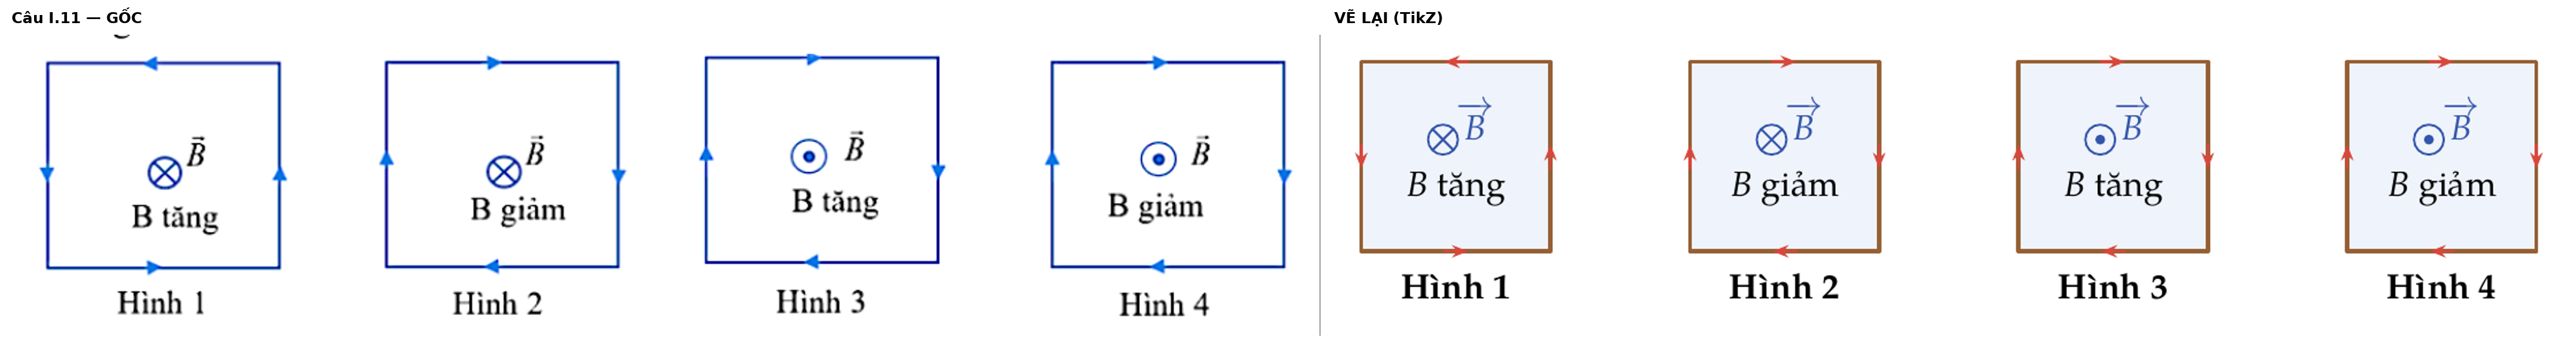 Câu I.11 — GỐC
VẼ LẠI (TikZ)
B
B tăng
Hình 1
B
B giảm
Hình 2
B
B tăng
Hình 3
B
B giảm
Hình 4
B
B tăng
Hình 1
B
B giảm
Hình 2
B
B tăng
Hình 3
B
B giảm
Hình 4